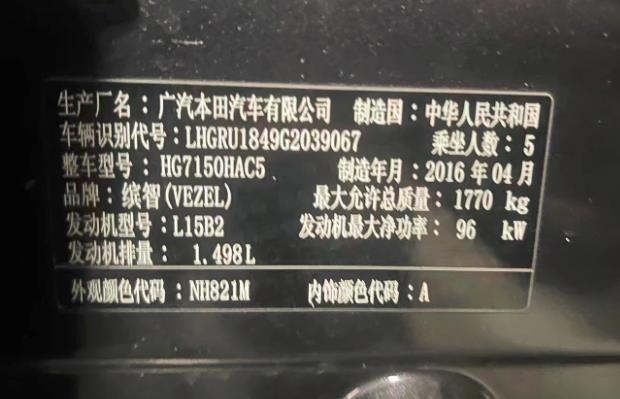 生产厂名：广汽本田汽车有限公司 制造国：中华人民共和国
车辆识别代号：LHGRU1849G2039067 乘坐人数：5
整车型号：HG7150HAC5 制造年月：2016年04月
品牌：缤智(VEZEL) 最大允许总质量：1770 kg
发动机型号：L15B2 发动机最大净功率：96 kW
发动机排量：1.498L
外观颜色代码：NH821M 内饰颜色代码：A